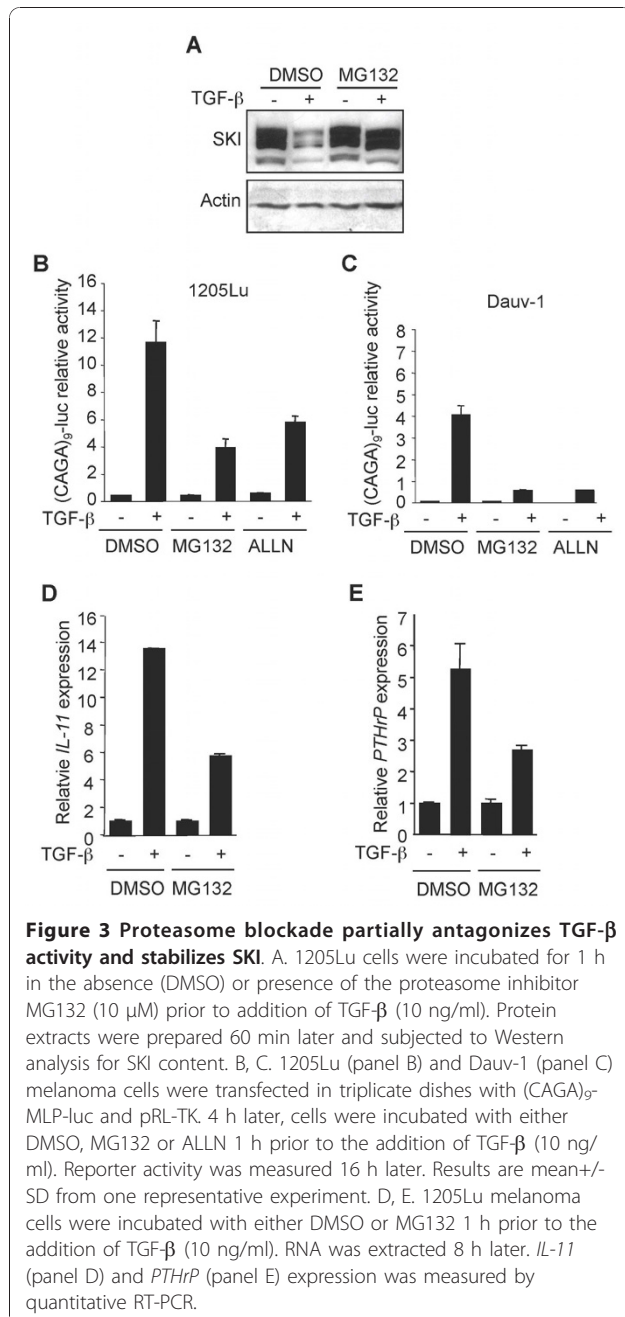 A
DMSO MG132
TGF-β - + - +
SKI
Actin
B
1205Lu
(CAGA)9-luc relative activity
16
14
12
10
8
6
4
2
0
TGF-β - + - + - +
DMSO MG132 ALLN
C
Dauv-1
(CAGA)9-luc relative activity
8
7
6
5
4
3
2
1
0
TGF-β - + - + - +
DMSO MG132 ALLN
D
Relatvie IL-11 expression
16
14
12
10
8
6
4
2
0
TGF-β - + - +
DMSO MG132
E
Relative PTHrP expression
7
6
5
4
3
2
1
0
TGF-β - + - +
DMSO MG132
Figure 3 Proteasome blockade partially antagonizes TGF-β
activity and stabilizes SKI. A. 1205Lu cells were incubated for 1 h
in the absence (DMSO) or presence of the proteasome inhibitor
MG132 (10 μM) prior to addition of TGF-β (10 ng/ml). Protein
extracts were prepared 60 min later and subjected to Western
analysis for SKI content. B, C. 1205Lu (panel B) and Dauv-1 (panel C)
melanoma cells were transfected in triplicate dishes with (CAGA)9-
MLP-luc and pRL-TK. 4 h later, cells were incubated with either
DMSO, MG132 or ALLN 1 h prior to the addition of TGF-β (10 ng/
ml). Reporter activity was measured 16 h later. Results are mean+/-
SD from one representative experiment. D, E. 1205Lu melanoma
cells were incubated with either DMSO or MG132 1 h prior to the
addition of TGF-β (10 ng/ml). RNA was extracted 8 h later. IL-11
(panel D) and PTHrP (panel E) expression was measured by
quantitative RT-PCR.